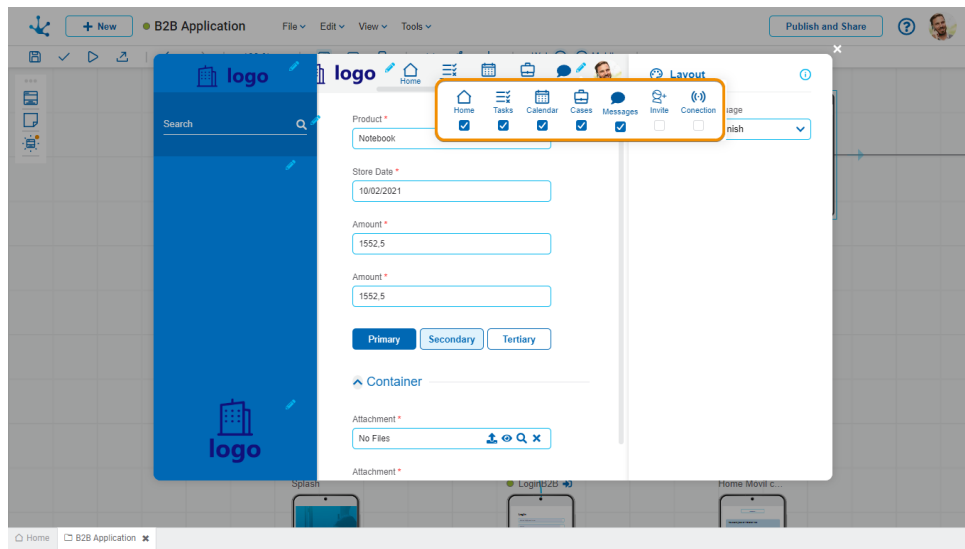 + New
B2B Application
File
Edit
View
Tools
Publish and Share
?
logo
logo
Home
Layout
Home
Tasks
Calendar
Cases
Messages
Invite
Conection
Search
Product *
Notebook
Store Date *
10/02/2021
Amount *
1552,5
Amount *
1552,5
Primary
Secondary
Tertiary
Container
Attachment *
No Files
logo
Attachment *
Splash
LoginB2B
Home Movil c...
Home
B2B Application